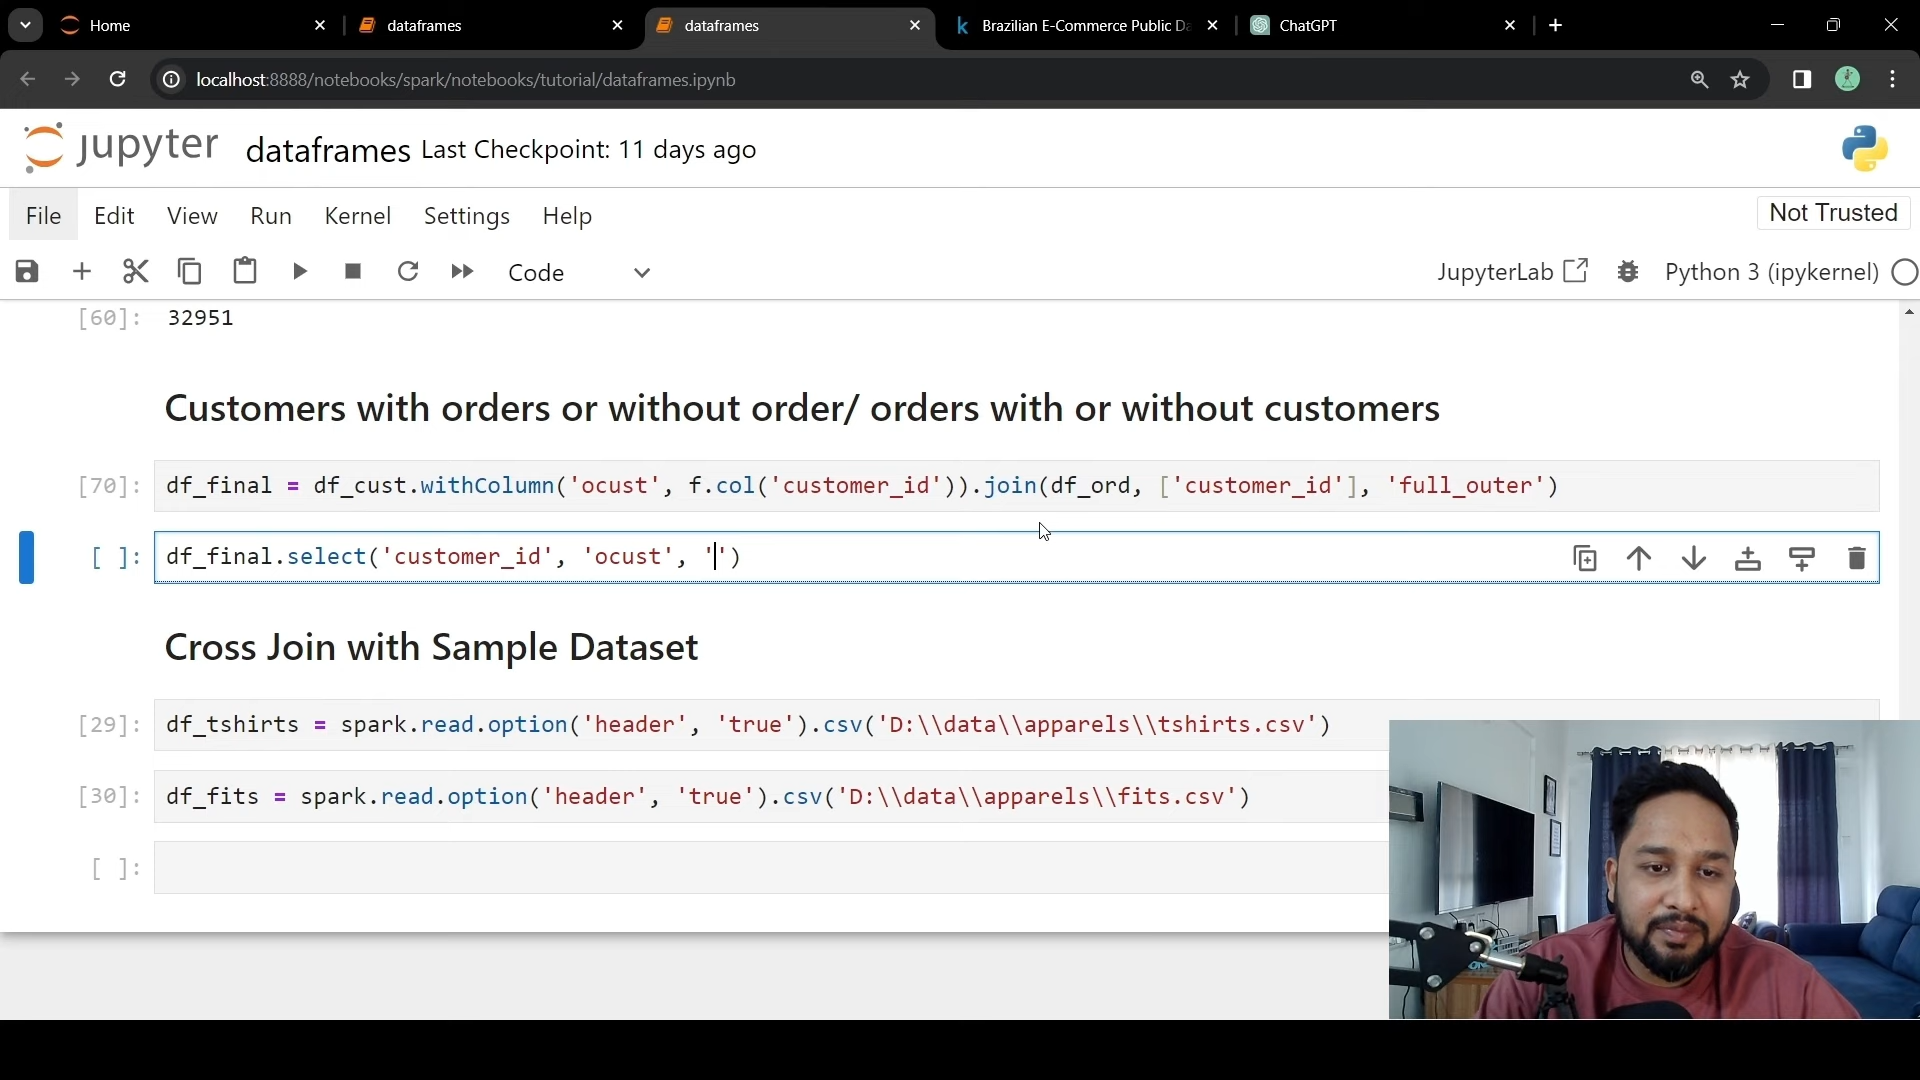 Home
dataframes
dataframes
Brazilian E-Commerce Public Da
ChatGPT
localhost:8888/notebooks/spark/notebooks/tutorial/dataframes.ipynb
jupyter
dataframes Last Checkpoint: 11 days ago
File Edit View Run Kernel Settings Help
Not Trusted
Code
JupyterLab
Python 3 (ipykernel)
[60]: 32951
Customers with orders or without order/ orders with or without customers
[70]: df_final = df_cust.withColumn('ocust', f.col('customer_id')).join(df_ord, ['customer_id'], 'full_outer')
[ ]: df_final.select('customer_id', 'ocust', '')
Cross Join with Sample Dataset
[29]: df_tshirts = spark.read.option('header', 'true').csv('D:\\data\\apparels\\tshirts.csv')
[30]: df_fits = spark.read.option('header', 'true').csv('D:\\data\\apparels\\fits.csv')
[ ]: